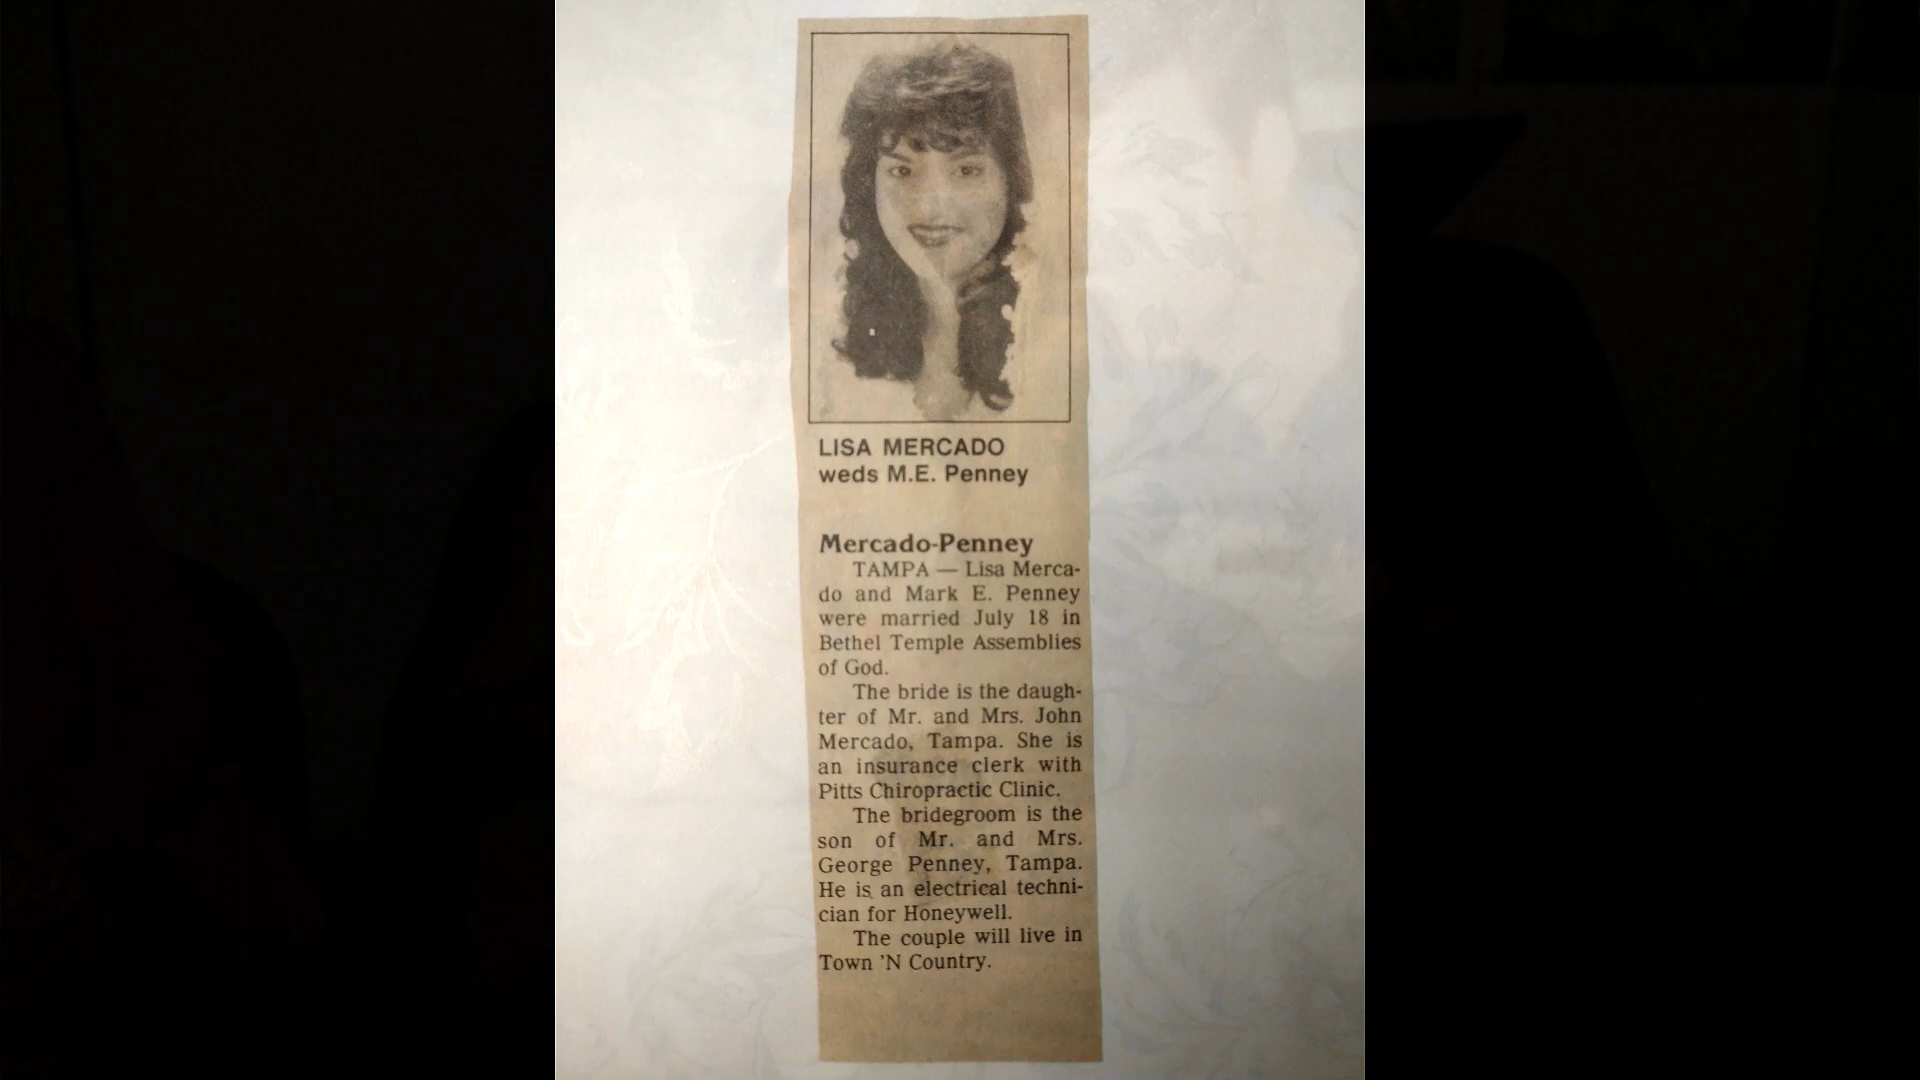 LISA MERCADO
weds M.E. Penney
Mercado-Penney
TAMPA — Lisa Merca-
do and Mark E. Penney
were married July 18 in
Bethel Temple Assemblies
of God.
The bride is the daugh-
ter of Mr. and Mrs. John
Mercado, Tampa. She is
an insurance clerk with
Pitts Chiropractic Clinic.
The bridegroom is the
son of Mr. and Mrs.
George Penney, Tampa.
He is an electrical techni-
cian for Honeywell.
The couple will live in
Town 'N Country.